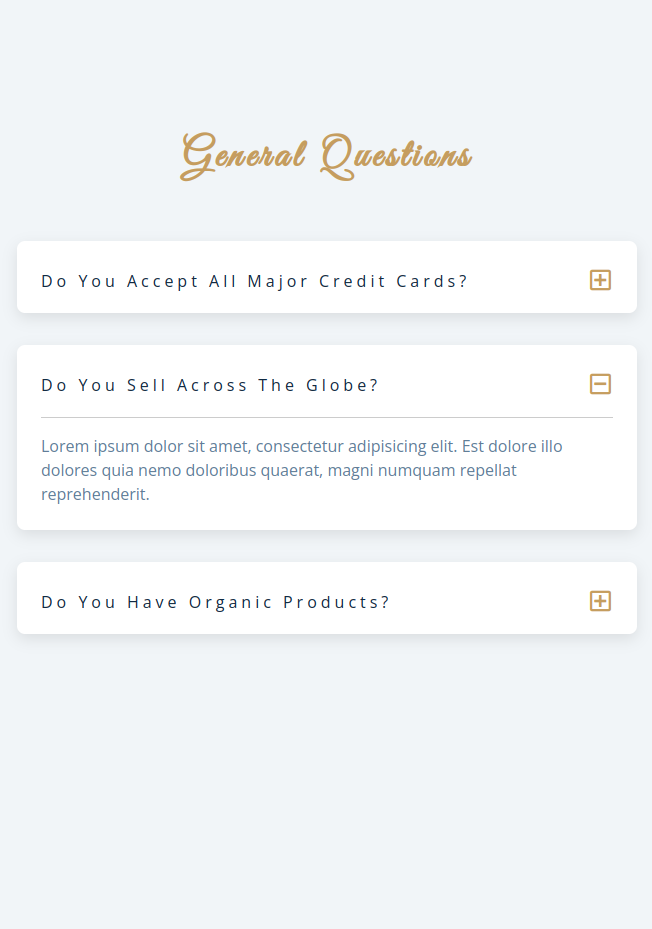 General Questions
Do You Accept All Major Credit Cards?
Do You Sell Across The Globe?
Lorem ipsum dolor sit amet, consectetur adipisicing elit. Est dolore illo
dolores quia nemo doloribus quaerat, magni numquam repellat
reprehenderit.
Do You Have Organic Products?